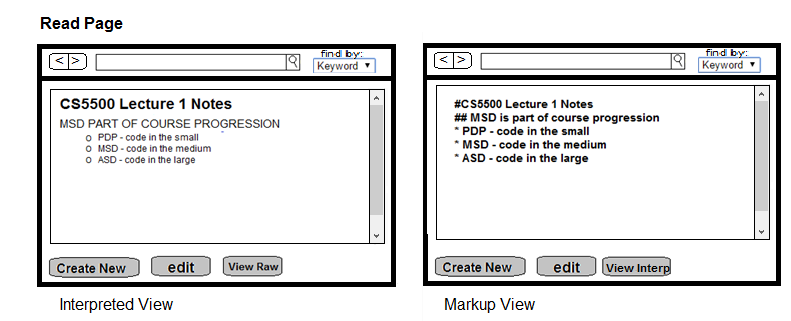 Read Page
< > find by:
Keyword ▼
CS5500 Lecture 1 Notes
MSD PART OF COURSE PROGRESSION
o PDP - code in the small
o MSD - code in the medium
o ASD - code in the large
Create New edit View Raw
Interpreted View
< > find by:
Keyword ▼
#CS5500 Lecture 1 Notes
## MSD is part of course progression
* PDP - code in the small
* MSD - code in the medium
* ASD - code in the large
Create New edit View Interp
Markup View